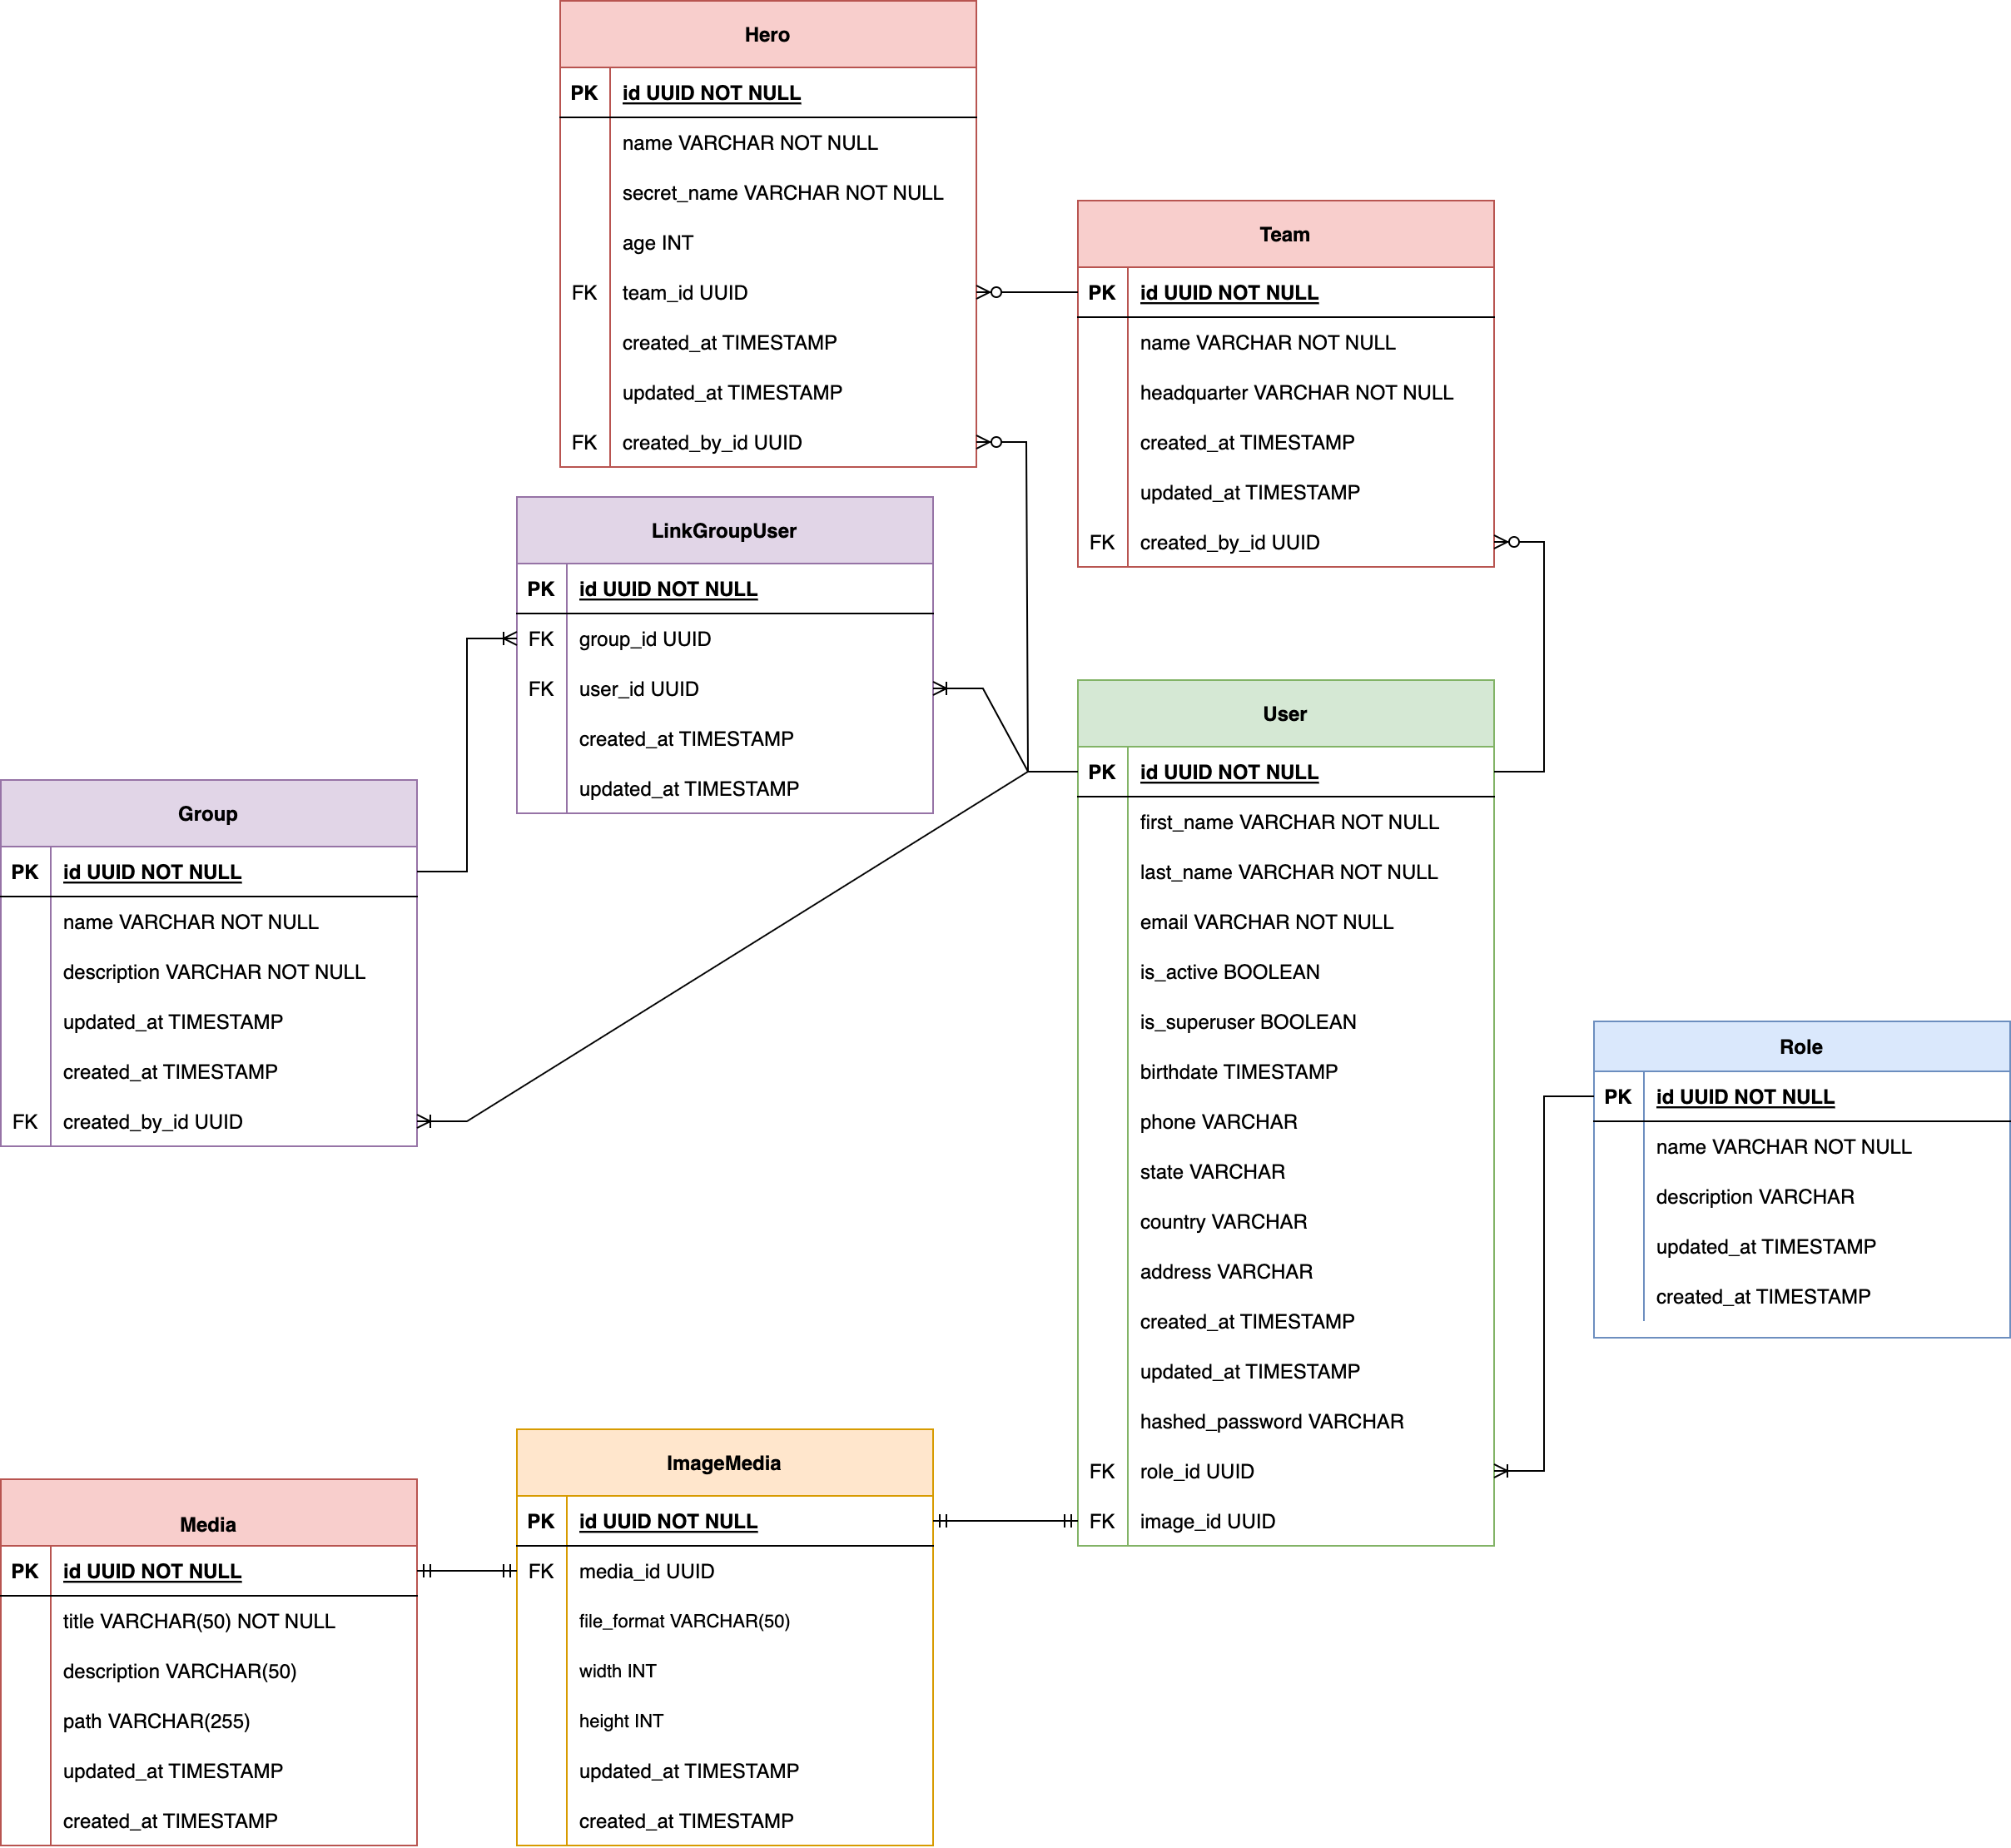 Hero
PK id UUID NOT NULL
name VARCHAR NOT NULL
secret_name VARCHAR NOT NULL
age INT
FK team_id UUID
created_at TIMESTAMP
updated_at TIMESTAMP
FK created_by_id UUID
Team
PK id UUID NOT NULL
name VARCHAR NOT NULL
headquarter VARCHAR NOT NULL
created_at TIMESTAMP
updated_at TIMESTAMP
FK created_by_id UUID
LinkGroupUser
PK id UUID NOT NULL
FK group_id UUID
FK user_id UUID
created_at TIMESTAMP
updated_at TIMESTAMP
Group
PK id UUID NOT NULL
name VARCHAR NOT NULL
description VARCHAR NOT NULL
updated_at TIMESTAMP
created_at TIMESTAMP
FK created_by_id UUID
User
PK id UUID NOT NULL
first_name VARCHAR NOT NULL
last_name VARCHAR NOT NULL
email VARCHAR NOT NULL
is_active BOOLEAN
is_superuser BOOLEAN
birthdate TIMESTAMP
phone VARCHAR
state VARCHAR
country VARCHAR
address VARCHAR
created_at TIMESTAMP
updated_at TIMESTAMP
hashed_password VARCHAR
FK role_id UUID
FK image_id UUID
Role
PK id UUID NOT NULL
name VARCHAR NOT NULL
description VARCHAR
updated_at TIMESTAMP
created_at TIMESTAMP
Media
PK id UUID NOT NULL
title VARCHAR(50) NOT NULL
description VARCHAR(50)
path VARCHAR(255)
updated_at TIMESTAMP
created_at TIMESTAMP
ImageMedia
PK id UUID NOT NULL
FK media_id UUID
file_format VARCHAR(50)
width INT
height INT
updated_at TIMESTAMP
created_at TIMESTAMP